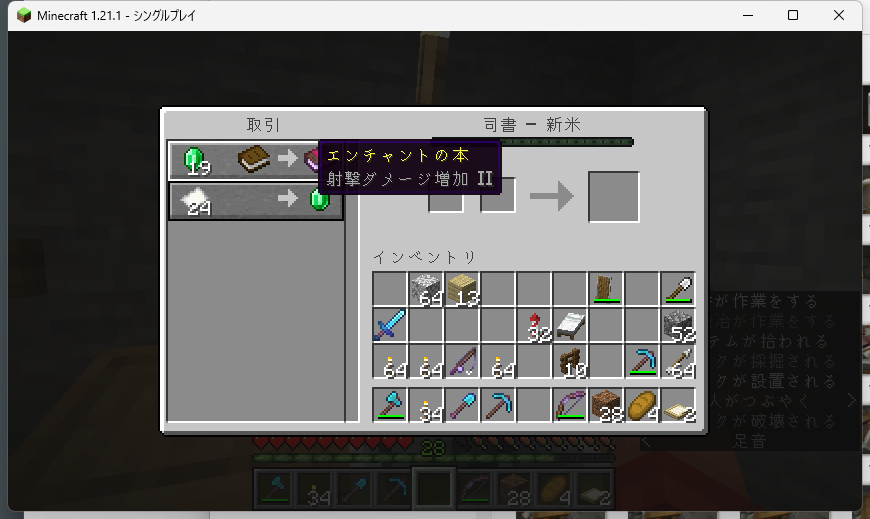 Minecraft 1.21.1 - シングルプレイ
取引
司書 － 新米
19
エンチャントの本
射撃ダメージ増加 II
24
インベントリ
64
13
32
52
64
64
64
10
64
34
28
4
2
が作業をする
冶が作業をする
テムが拾われる
クが採掘される
クが設置される
人がつぶやく
クが破壊される
足音
28
34
28
4
2